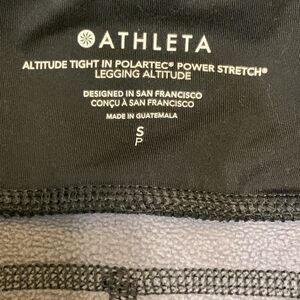 ATHLETA
ALTITUDE TIGHT IN POLARTEC® POWER STRETCH®
LEGGING ALTITUDE
DESIGNED IN SAN FRANCISCO
CONÇU À SAN FRANCISCO
MADE IN GUATEMALA
S
P